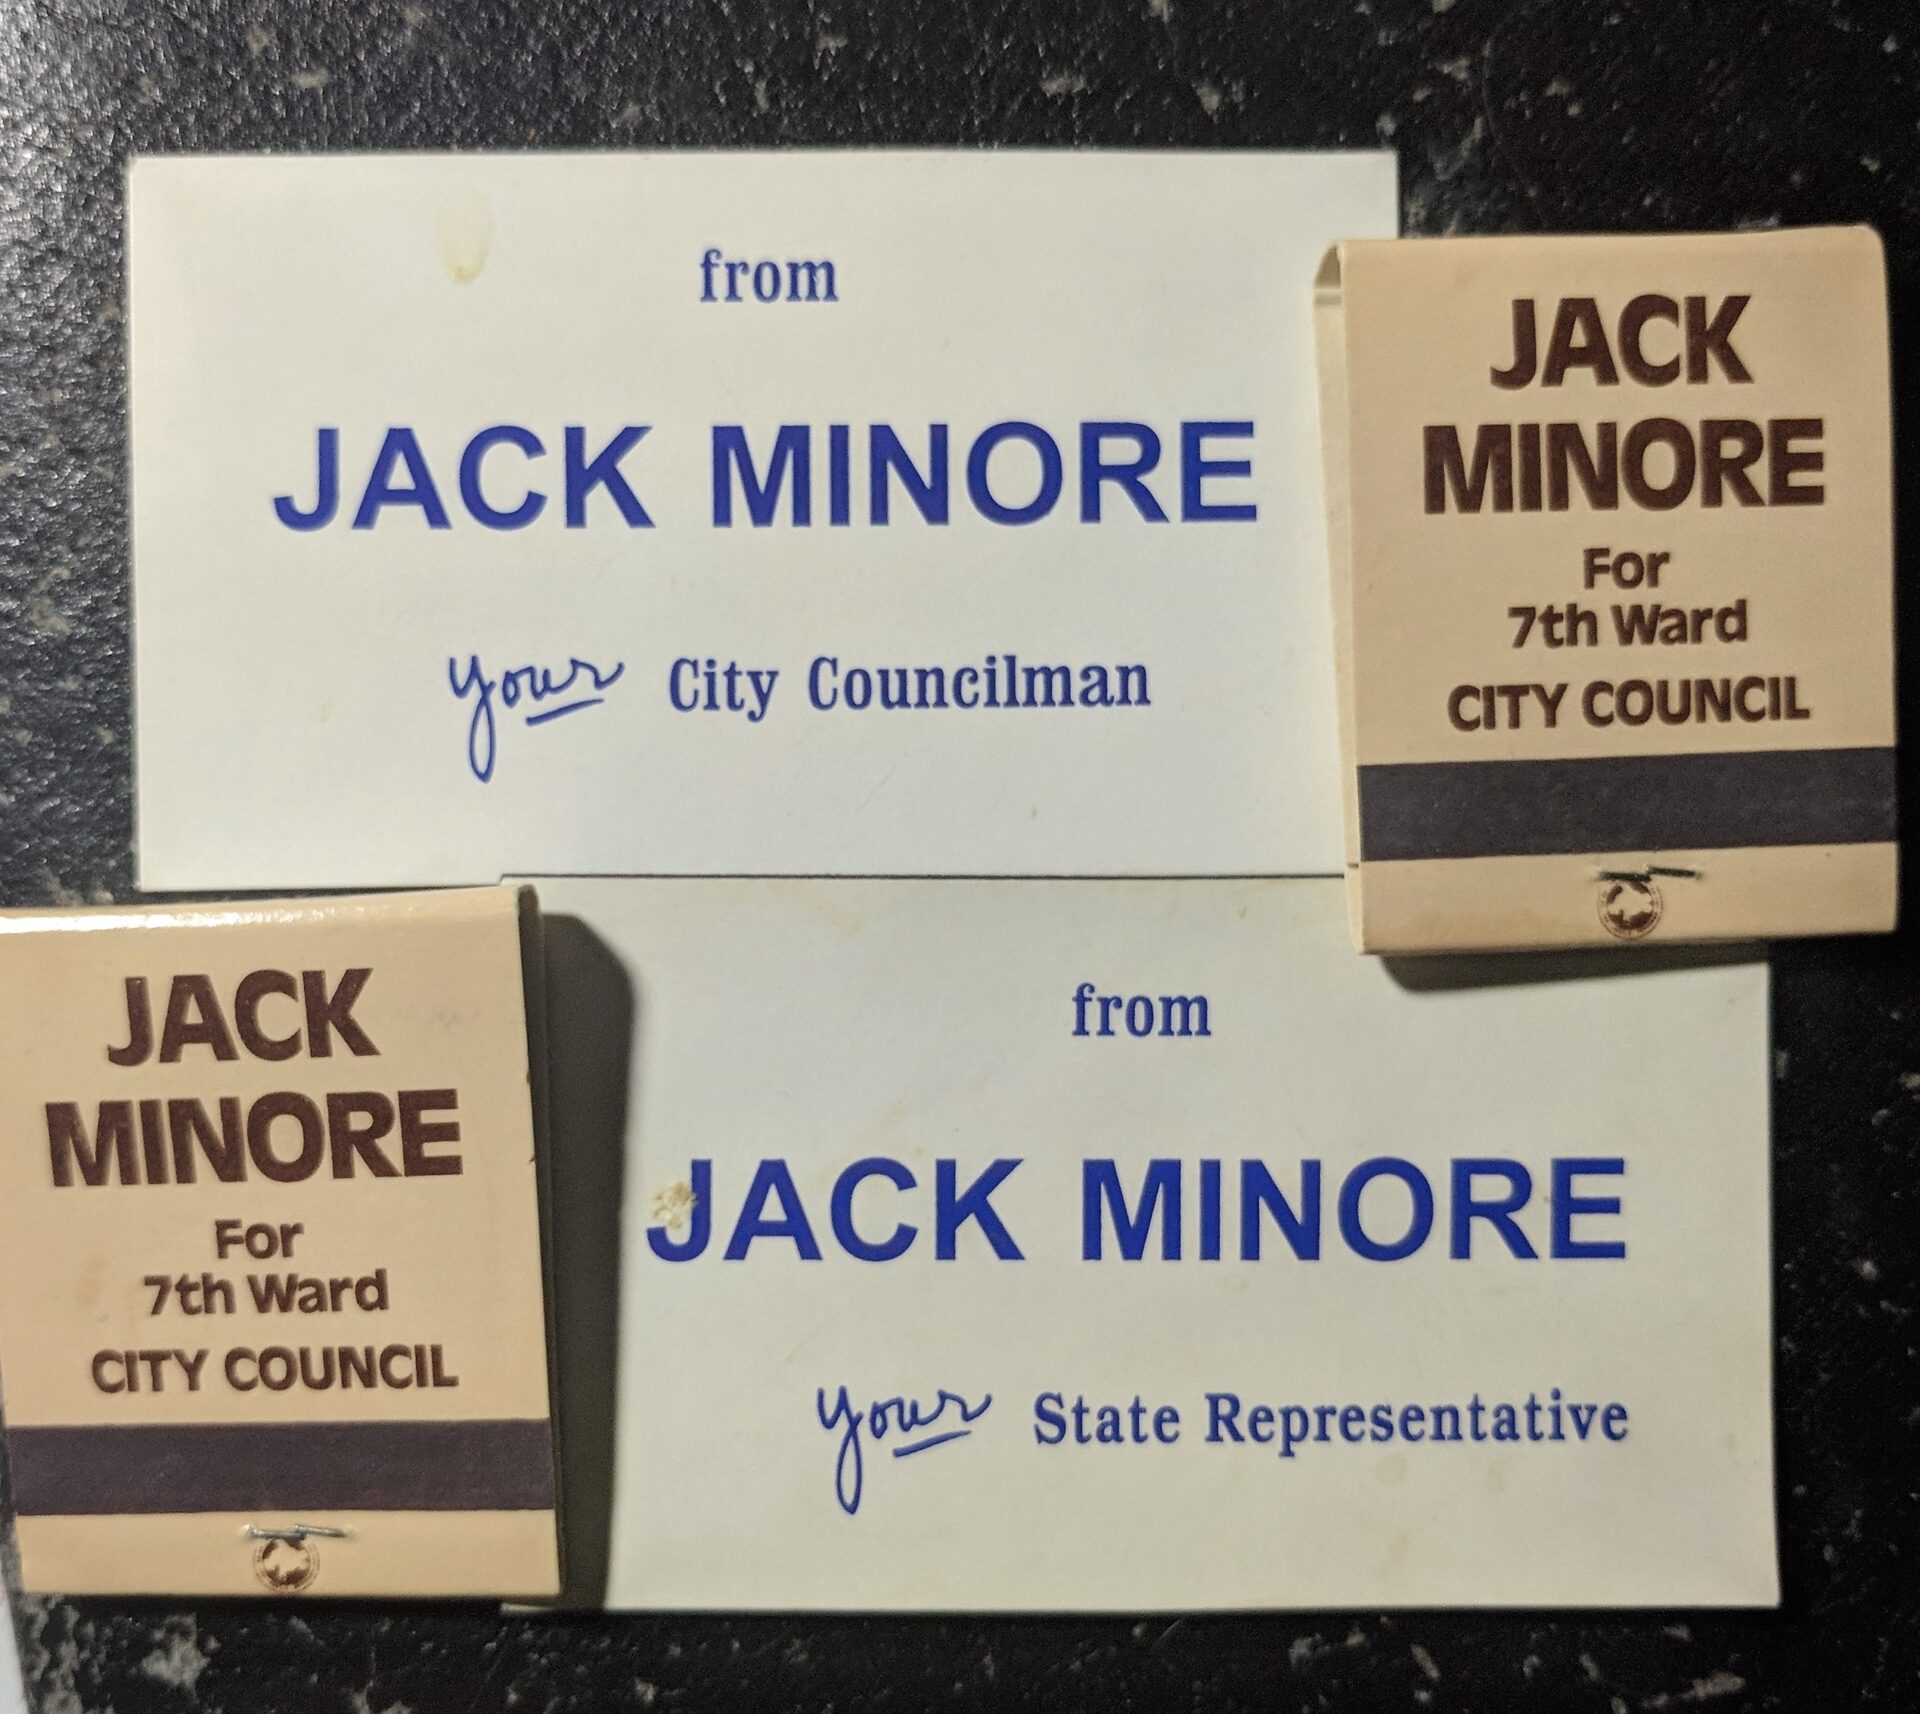 from
JACK MINORE
your City Councilman
JACK
MINORE
For
7th Ward
CITY COUNCIL
JACK
MINORE
For
7th Ward
CITY COUNCIL
from
JACK MINORE
your State Representative